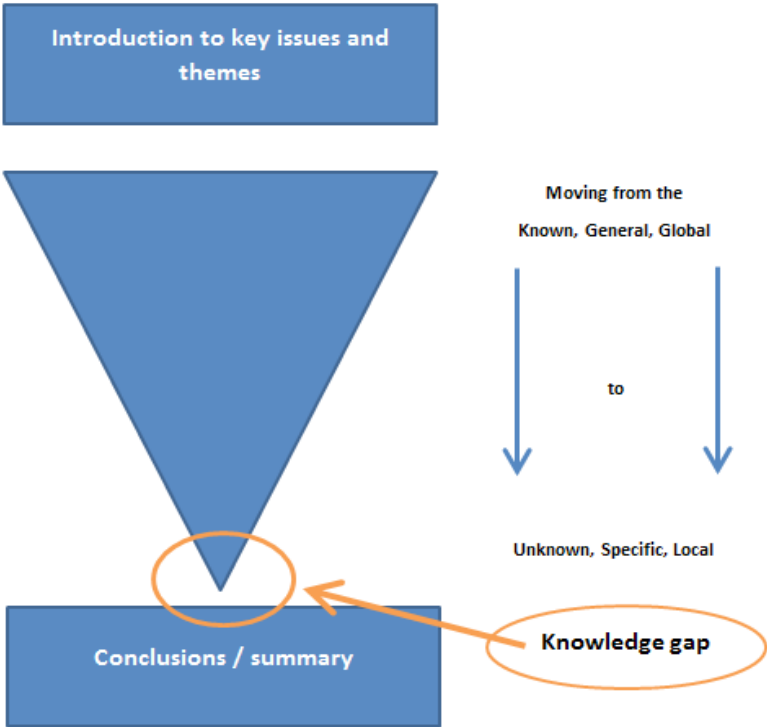 Introduction to key issues and
themes
Moving from the
Known, General, Global
to
Unknown, Specific, Local
Knowledge gap
Conclusions / summary